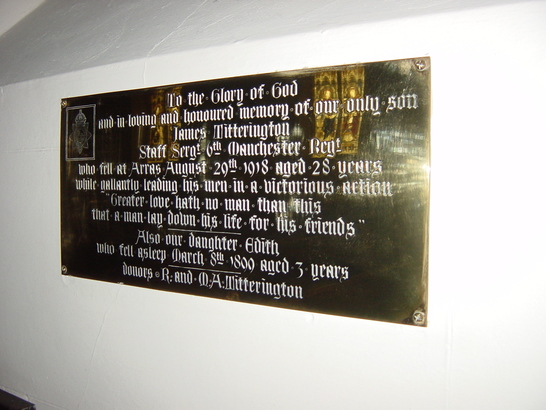 To the Glory of God
and in loving and honoured memory of our only son
James Titterington
Staff Sergt 6th Manchester Regt
who fell at Arras August 29th 1918 aged 28 years
while gallantly leading his men in a victorious action
"Greater love hath no man than this
that a man lay down his life for his friends"
Also our daughter Edith
who fell asleep March 8th 1899 aged 3 years
donors R. and M.A. Titterington